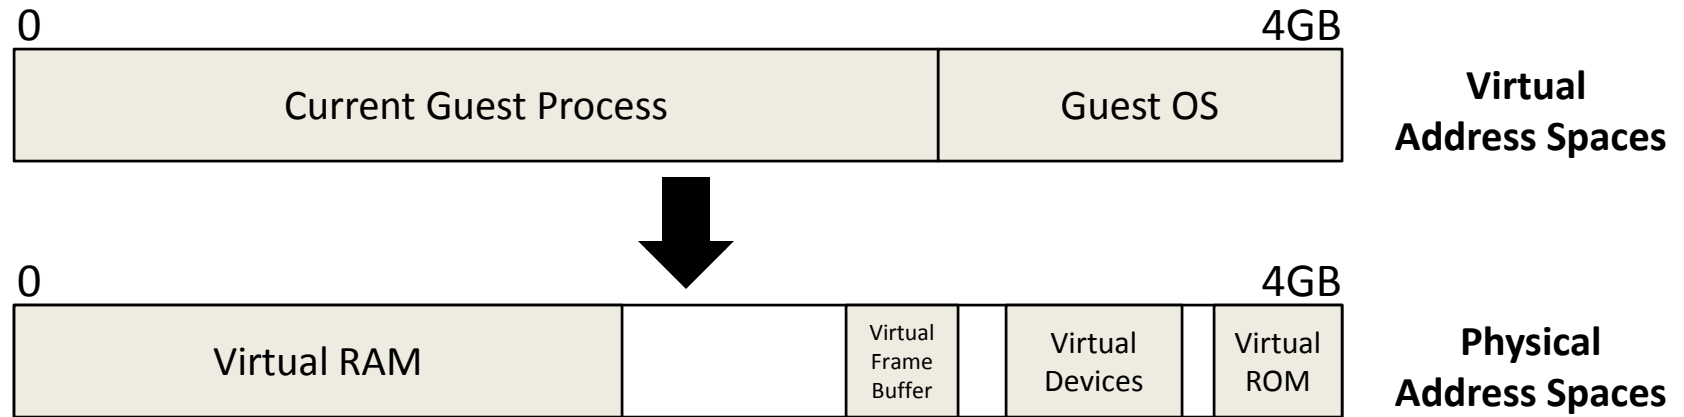 0
4GB
Current Guest Process
Guest OS
Virtual
Address Spaces
0
4GB
Virtual RAM
Virtual
Frame
Buffer
Virtual
Devices
Virtual
ROM
Physical
Address Spaces